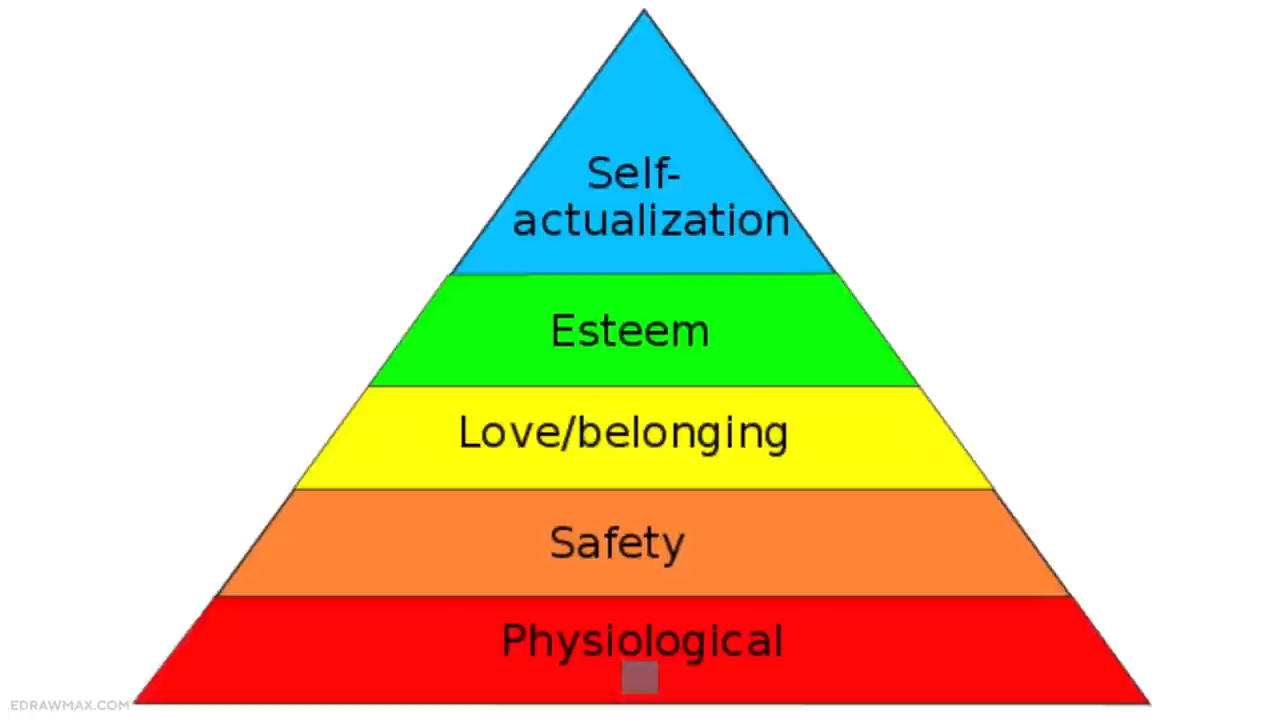 Self-
actualization
Esteem
Love/belonging
Safety
Physiological
.EDRAWMAX.COM